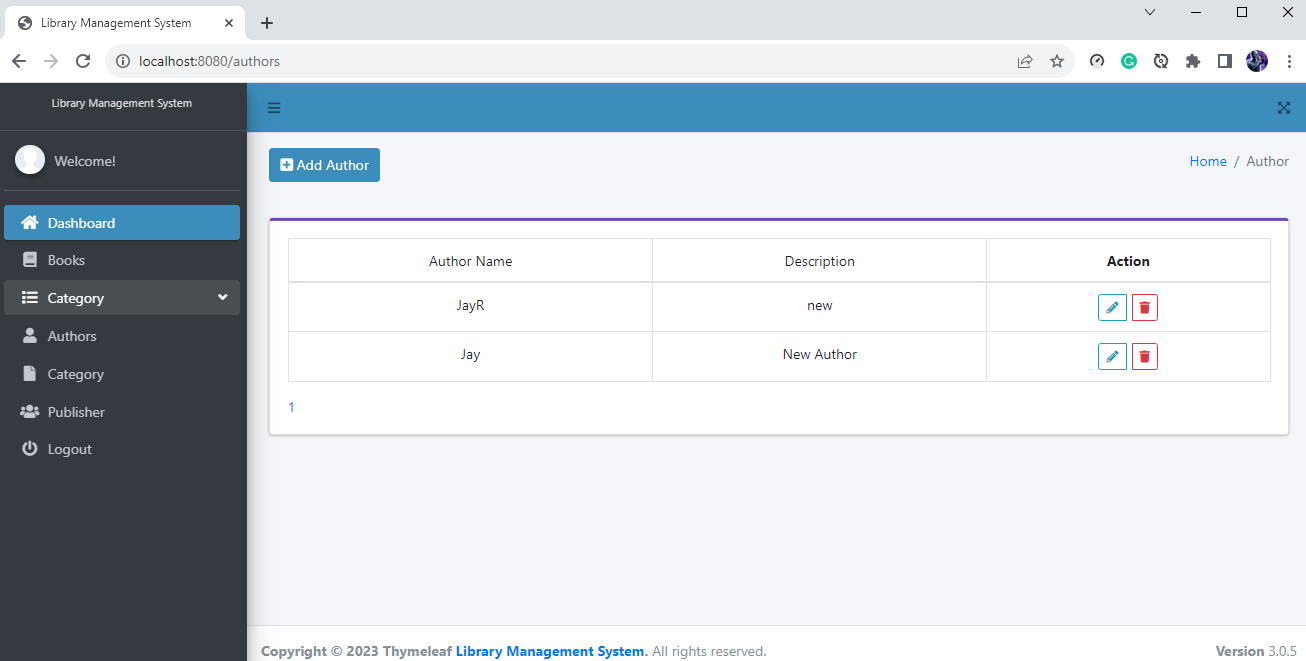 Library Management System
localhost:8080/authors
Library Management System
Welcome!
Add Author
Home / Author
Dashboard
Books
Category
Authors
Category
Publisher
Logout
Author Name Description Action
JayR new
Jay New Author
1
Copyright © 2023 Thymeleaf Library Management System. All rights reserved.
Version 3.0.5